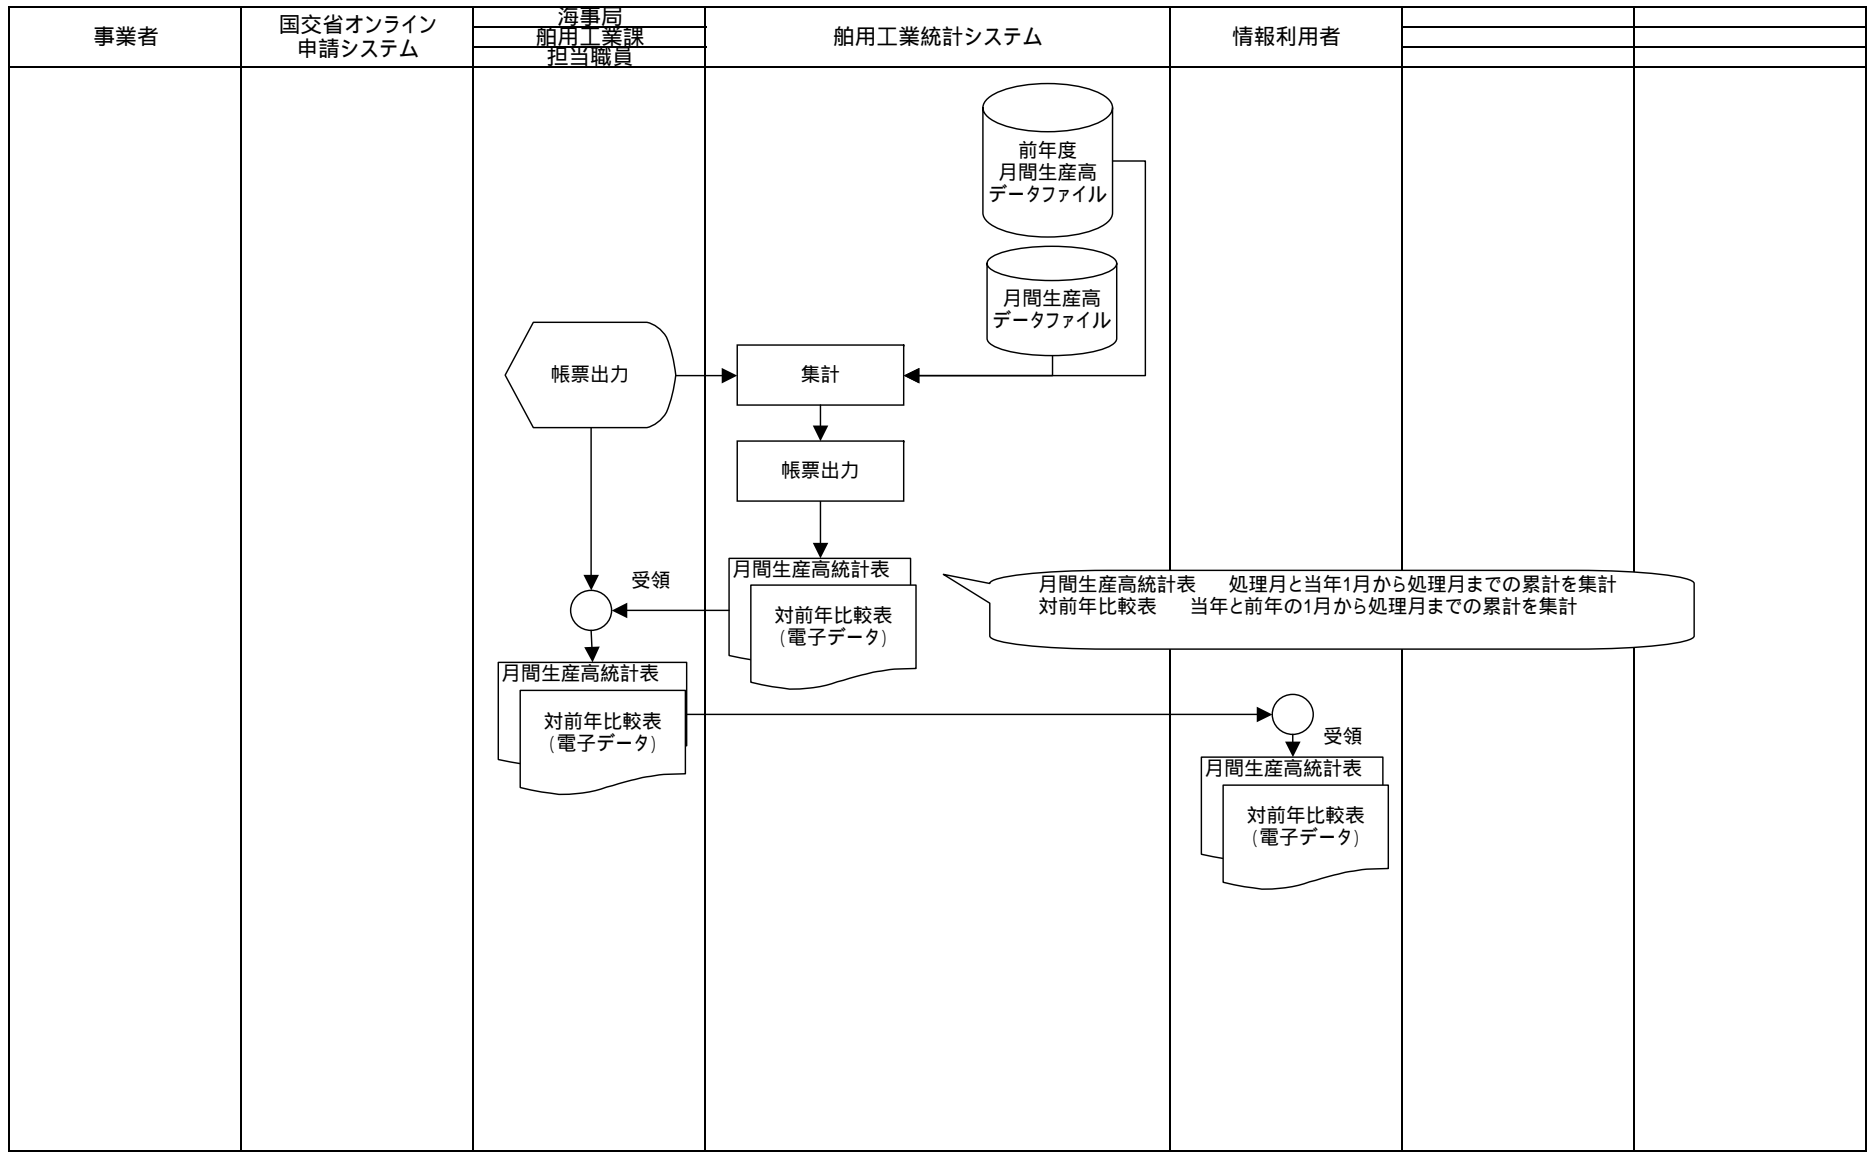 事業者
国交省オンライン
申請システム
海事局
舶用工業課
担当職員
舶用工業統計システム
情報利用者
前年度
月間生産高
データファイル
月間生産高
データファイル
帳票出力
集計
帳票出力
受領
月間生産高統計表
対前年比較表
(電子データ)
月間生産高統計表　処理月と当年1月から処理月までの累計を集計
対前年比較表　当年と前年の1月から処理月までの累計を集計
月間生産高統計表
対前年比較表
(電子データ)
受領
月間生産高統計表
対前年比較表
(電子データ)